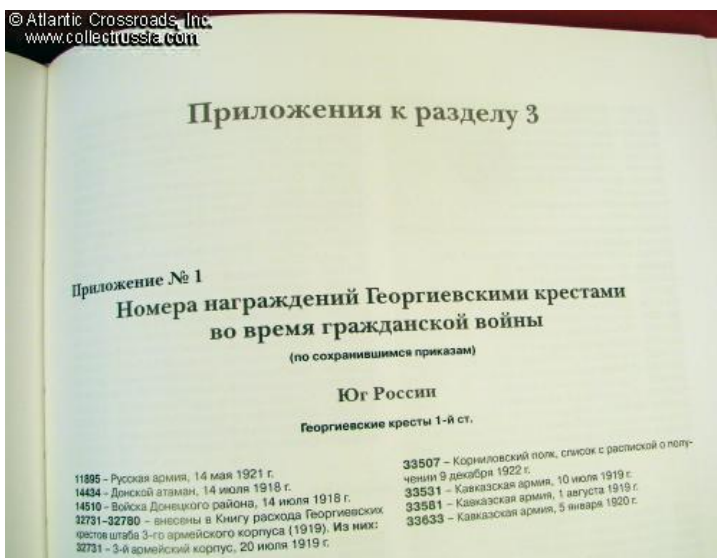 © Atlantic Crossroads, Inc.
www.collectrussia.com
Приложения к разделу 3
Приложение № 1
Номера награждений Георгиевскими крестами
во время гражданской войны
(по сохранившимся приказам)
Юг России
Георгиевские кресты 1-й ст.
11895 – Русская армия, 14 мая 1921 г.
14434 – Донской атаман, 14 июля 1918 г.
14510 – Войска Донецкого района, 14 июля 1918 г.
32731–32780 – внесены в Книгу расхода Георгиевских
крестов штаба 3-го армейского корпуса (1919). Из них:
32731 – 3-й армейский корпус, 20 июля 1919 г.
33507 – Корниловский полк, список с распиской о полу-
чении 9 декабря 1922 г.
33531 – Кавказская армия, 10 июля 1919 г.
33581 – Кавказская армия, 1 августа 1919 г.
33633 – Кавказская армия, 5 января 1920 г.